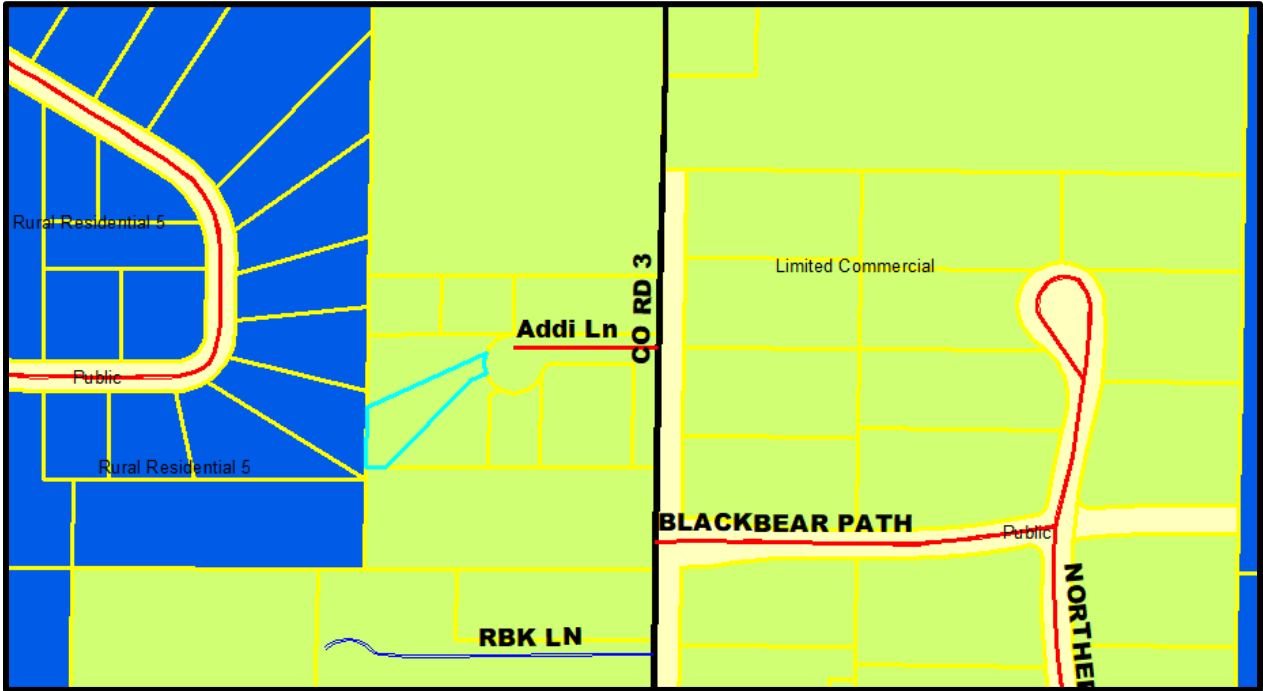 Rural Residential 5
Limited Commercial
CO RD 3
Addi Ln
Public
Rural Residential 5
BLACKBEAR PATH
Public
RBK LN